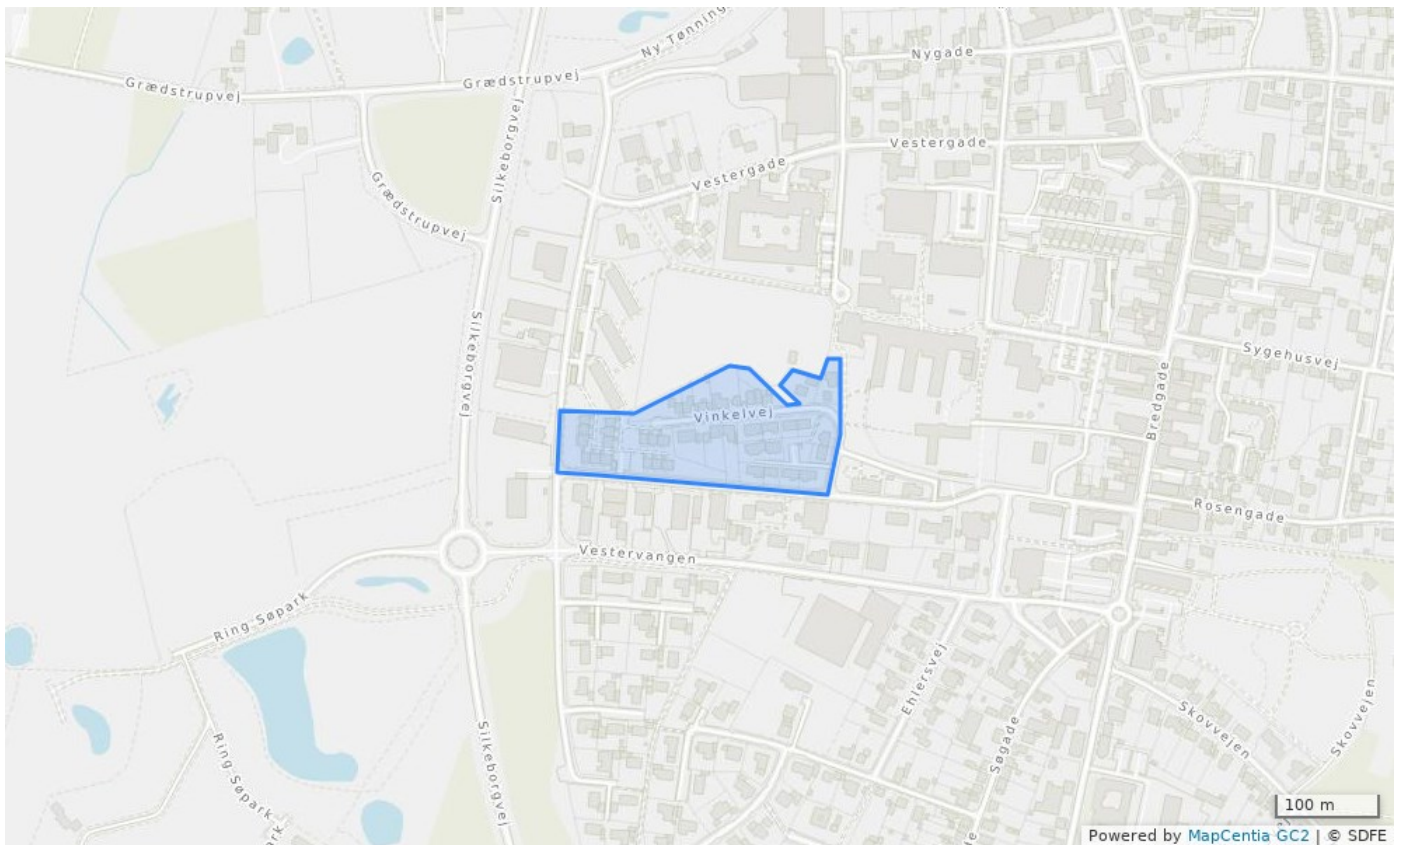 Ny Tønning
Nygade
Grædstrupvej
Grædstrupvej
Silkeborgvej
Vestergade
Vestergade
Grædstrupvej
Silkeborgvej
Sygehusvej
Bredgade
Vinkelvej
Rosengade
Vestervangen
Ring Søpark
Ehlersvej
Skovvejen
Skovvejen
Søgade
Silkeborgvej
Ring Søpark
100 m
Powered by MapCentia GC2 | © SDFE